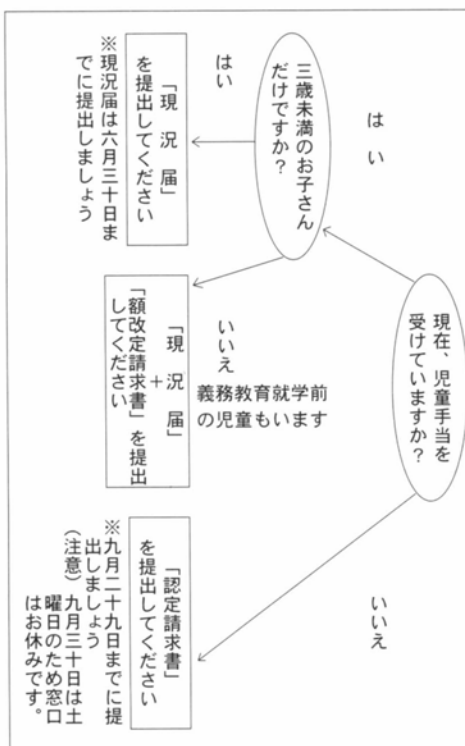 現在、児童手当を
受けていますか？
はい
いいえ
三歳未満のお子さん
だけですか？
はい
いいえ
義務教育就学前
の児童もいます
「現況届」
を提出してください
※現況届は六月三十日ま
でに提出しましょう
「現況届」
＋
「額改定請求書」を提出
してください
「認定請求書」
を提出してください
※九月二十九日までに提
出しましょう
（注意）九月三十日は土
曜日のため窓口
はお休みです。